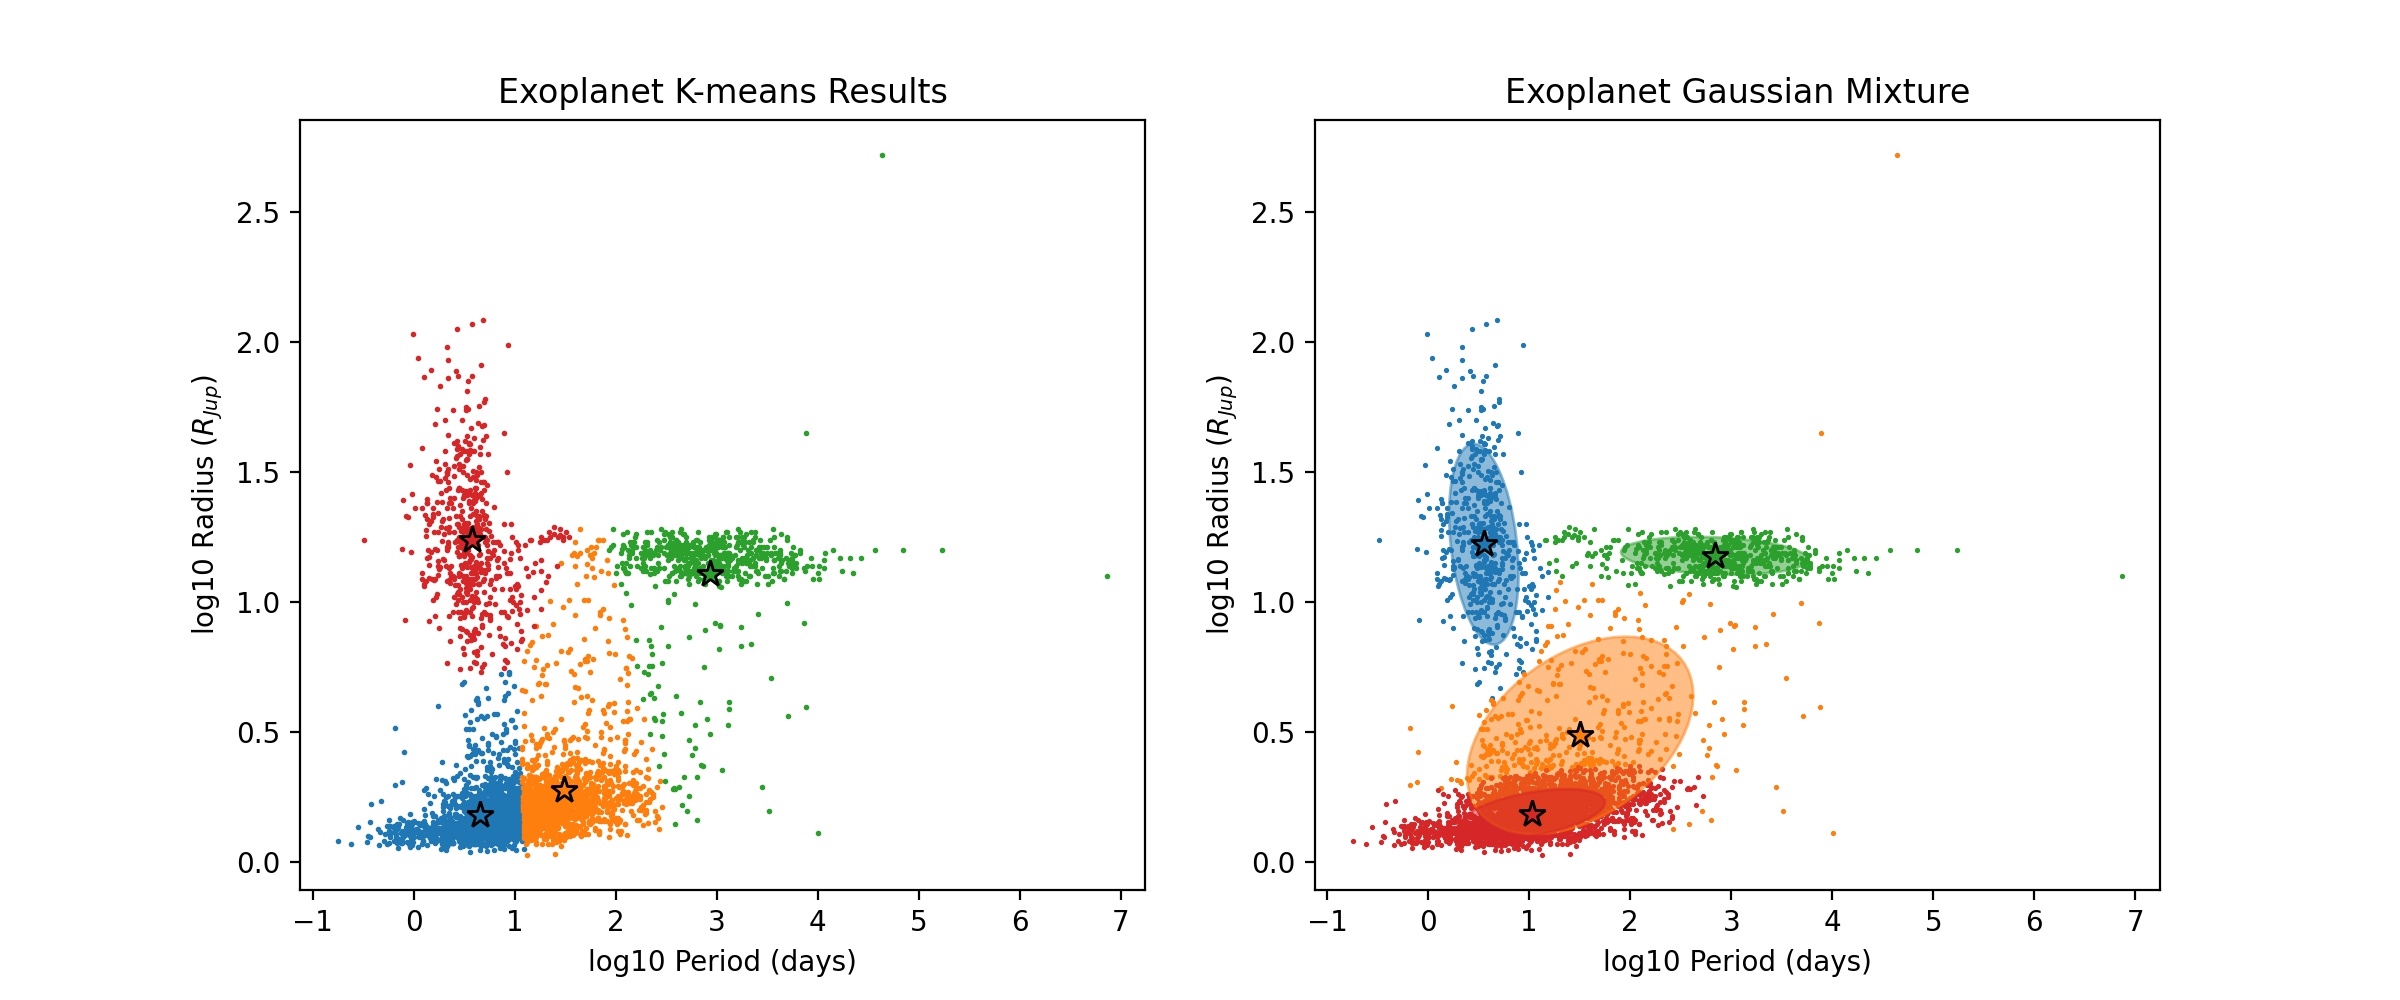 Exoplanet K-means Results
log10 Radius (R_Jup)
2.5
2.0
1.5
1.0
0.5
0.0
−1 0 1 2 3 4 5 6 7
log10 Period (days)
Exoplanet Gaussian Mixture
log10 Radius (R_Jup)
2.5
2.0
1.5
1.0
0.5
0.0
−1 0 1 2 3 4 5 6 7
log10 Period (days)